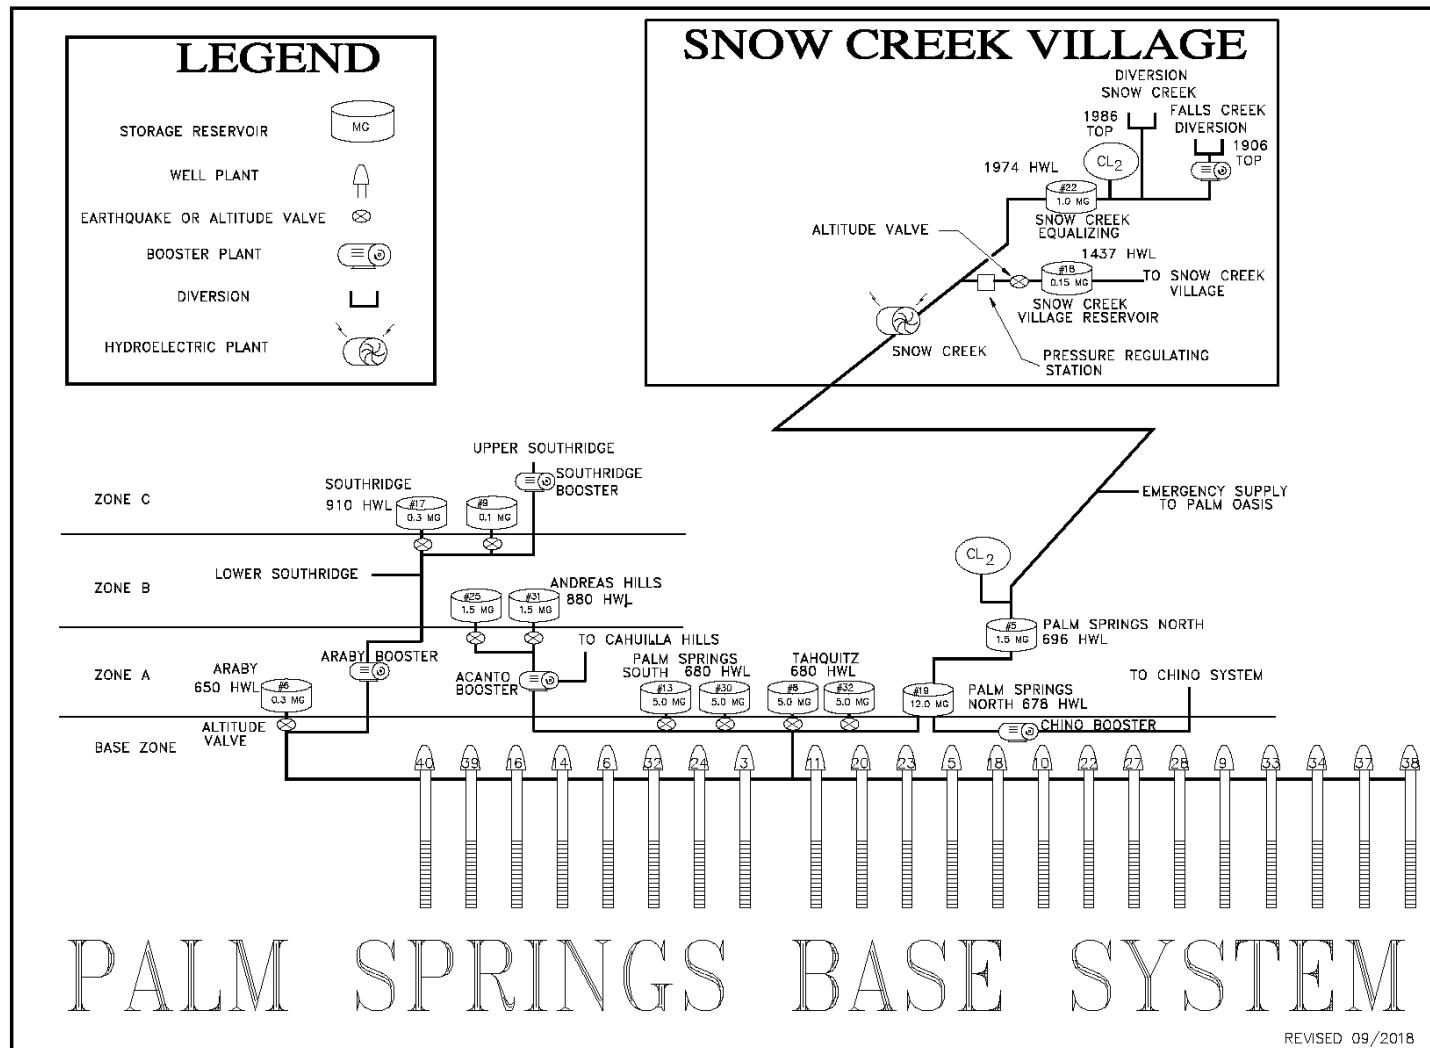 LEGEND
STORAGE RESERVOIR
MG
WELL PLANT
EARTHQUAKE OR ALTITUDE VALVE
BOOSTER PLANT
DIVERSION
HYDROELECTRIC PLANT
SNOW CREEK VILLAGE
DIVERSION
SNOW CREEK
1986
TOP
FALLS CREEK
DIVERSION
1906
TOP
CL2
1974 HWL
#22
1.0 MG
SNOW CREEK
EQUALIZING
ALTITUDE VALVE
1437 HWL
#18
0.15 MG
TO SNOW CREEK
VILLAGE
SNOW CREEK
VILLAGE RESERVOIR
SNOW CREEK
PRESSURE REGULATING
STATION
UPPER SOUTHRIDGE
SOUTHRIDGE
BOOSTER
ZONE C
SOUTHRIDGE
910 HWL
#17
0.3 MG
#9
0.1 MG
EMERGENCY SUPPLY
TO PALM OASIS
CL2
ZONE B
LOWER SOUTHRIDGE
#25
1.5 MG
#31
1.5 MG
ANDREAS HILLS
880 HWL
#5
1.5 MG
PALM SPRINGS NORTH
696 HWL
ZONE A
ARABY
650 HWL
#6
0.3 MG
ALTITUDE
VALVE
ARABY BOOSTER
ACANTO
BOOSTER
TO CAHUILLA HILLS
PALM SPRINGS
SOUTH 680 HWL
#13
5.0 MG
#30
5.0 MG
TAHQUITZ
680 HWL
#8
5.0 MG
#32
5.0 MG
#19
12.0 MG
PALM SPRINGS
NORTH 678 HWL
TO CHINO SYSTEM
CHINO BOOSTER
BASE ZONE
40 39 16 14 6 32 24 3 11 20 23 5 18 10 22 27 28 9 33 34 37 38
PALM SPRINGS BASE SYSTEM
REVISED 09/2018